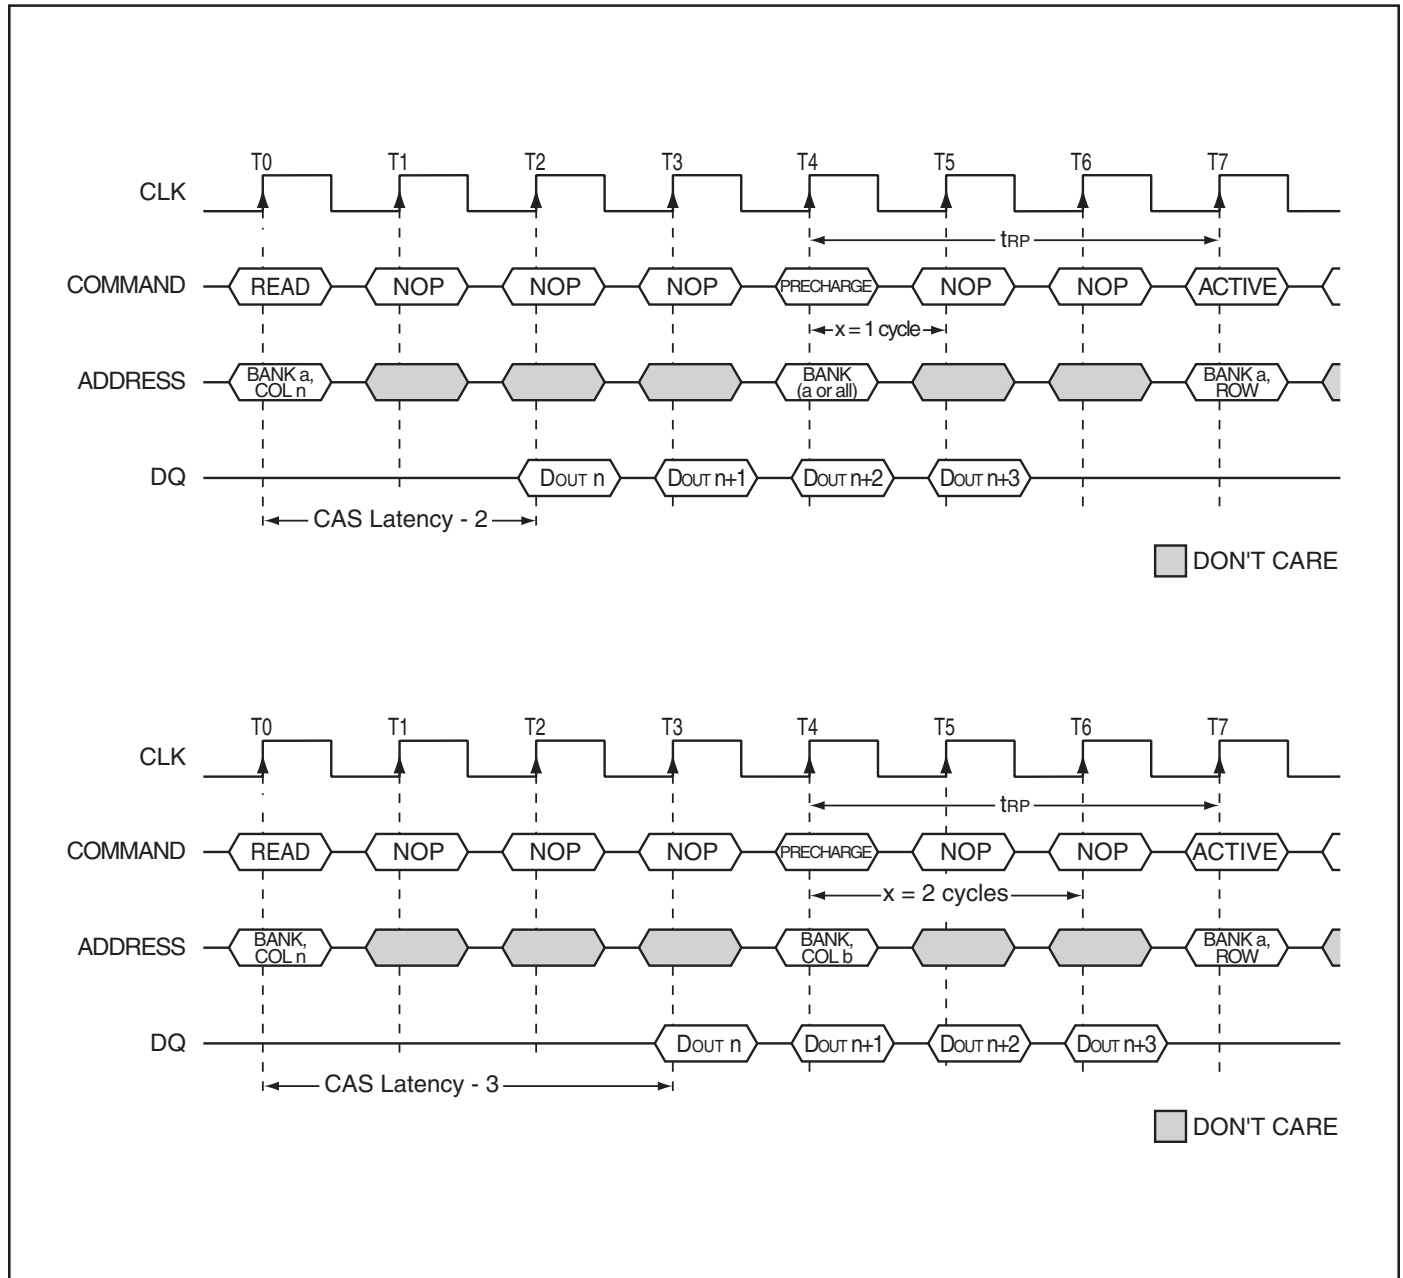 T0 T1 T2 T3 T4 T5 T6 T7
CLK
tRP
COMMAND READ NOP NOP NOP PRECHARGE NOP NOP ACTIVE
x = 1 cycle
ADDRESS BANK a, COL n BANK (a or all) BANK a, ROW
DQ DOUT n DOUT n+1 DOUT n+2 DOUT n+3
CAS Latency - 2
DON'T CARE
T0 T1 T2 T3 T4 T5 T6 T7
CLK
tRP
COMMAND READ NOP NOP NOP PRECHARGE NOP NOP ACTIVE
x = 2 cycles
ADDRESS BANK, COL n BANK, COL b BANK a, ROW
DQ DOUT n DOUT n+1 DOUT n+2 DOUT n+3
CAS Latency - 3
DON'T CARE